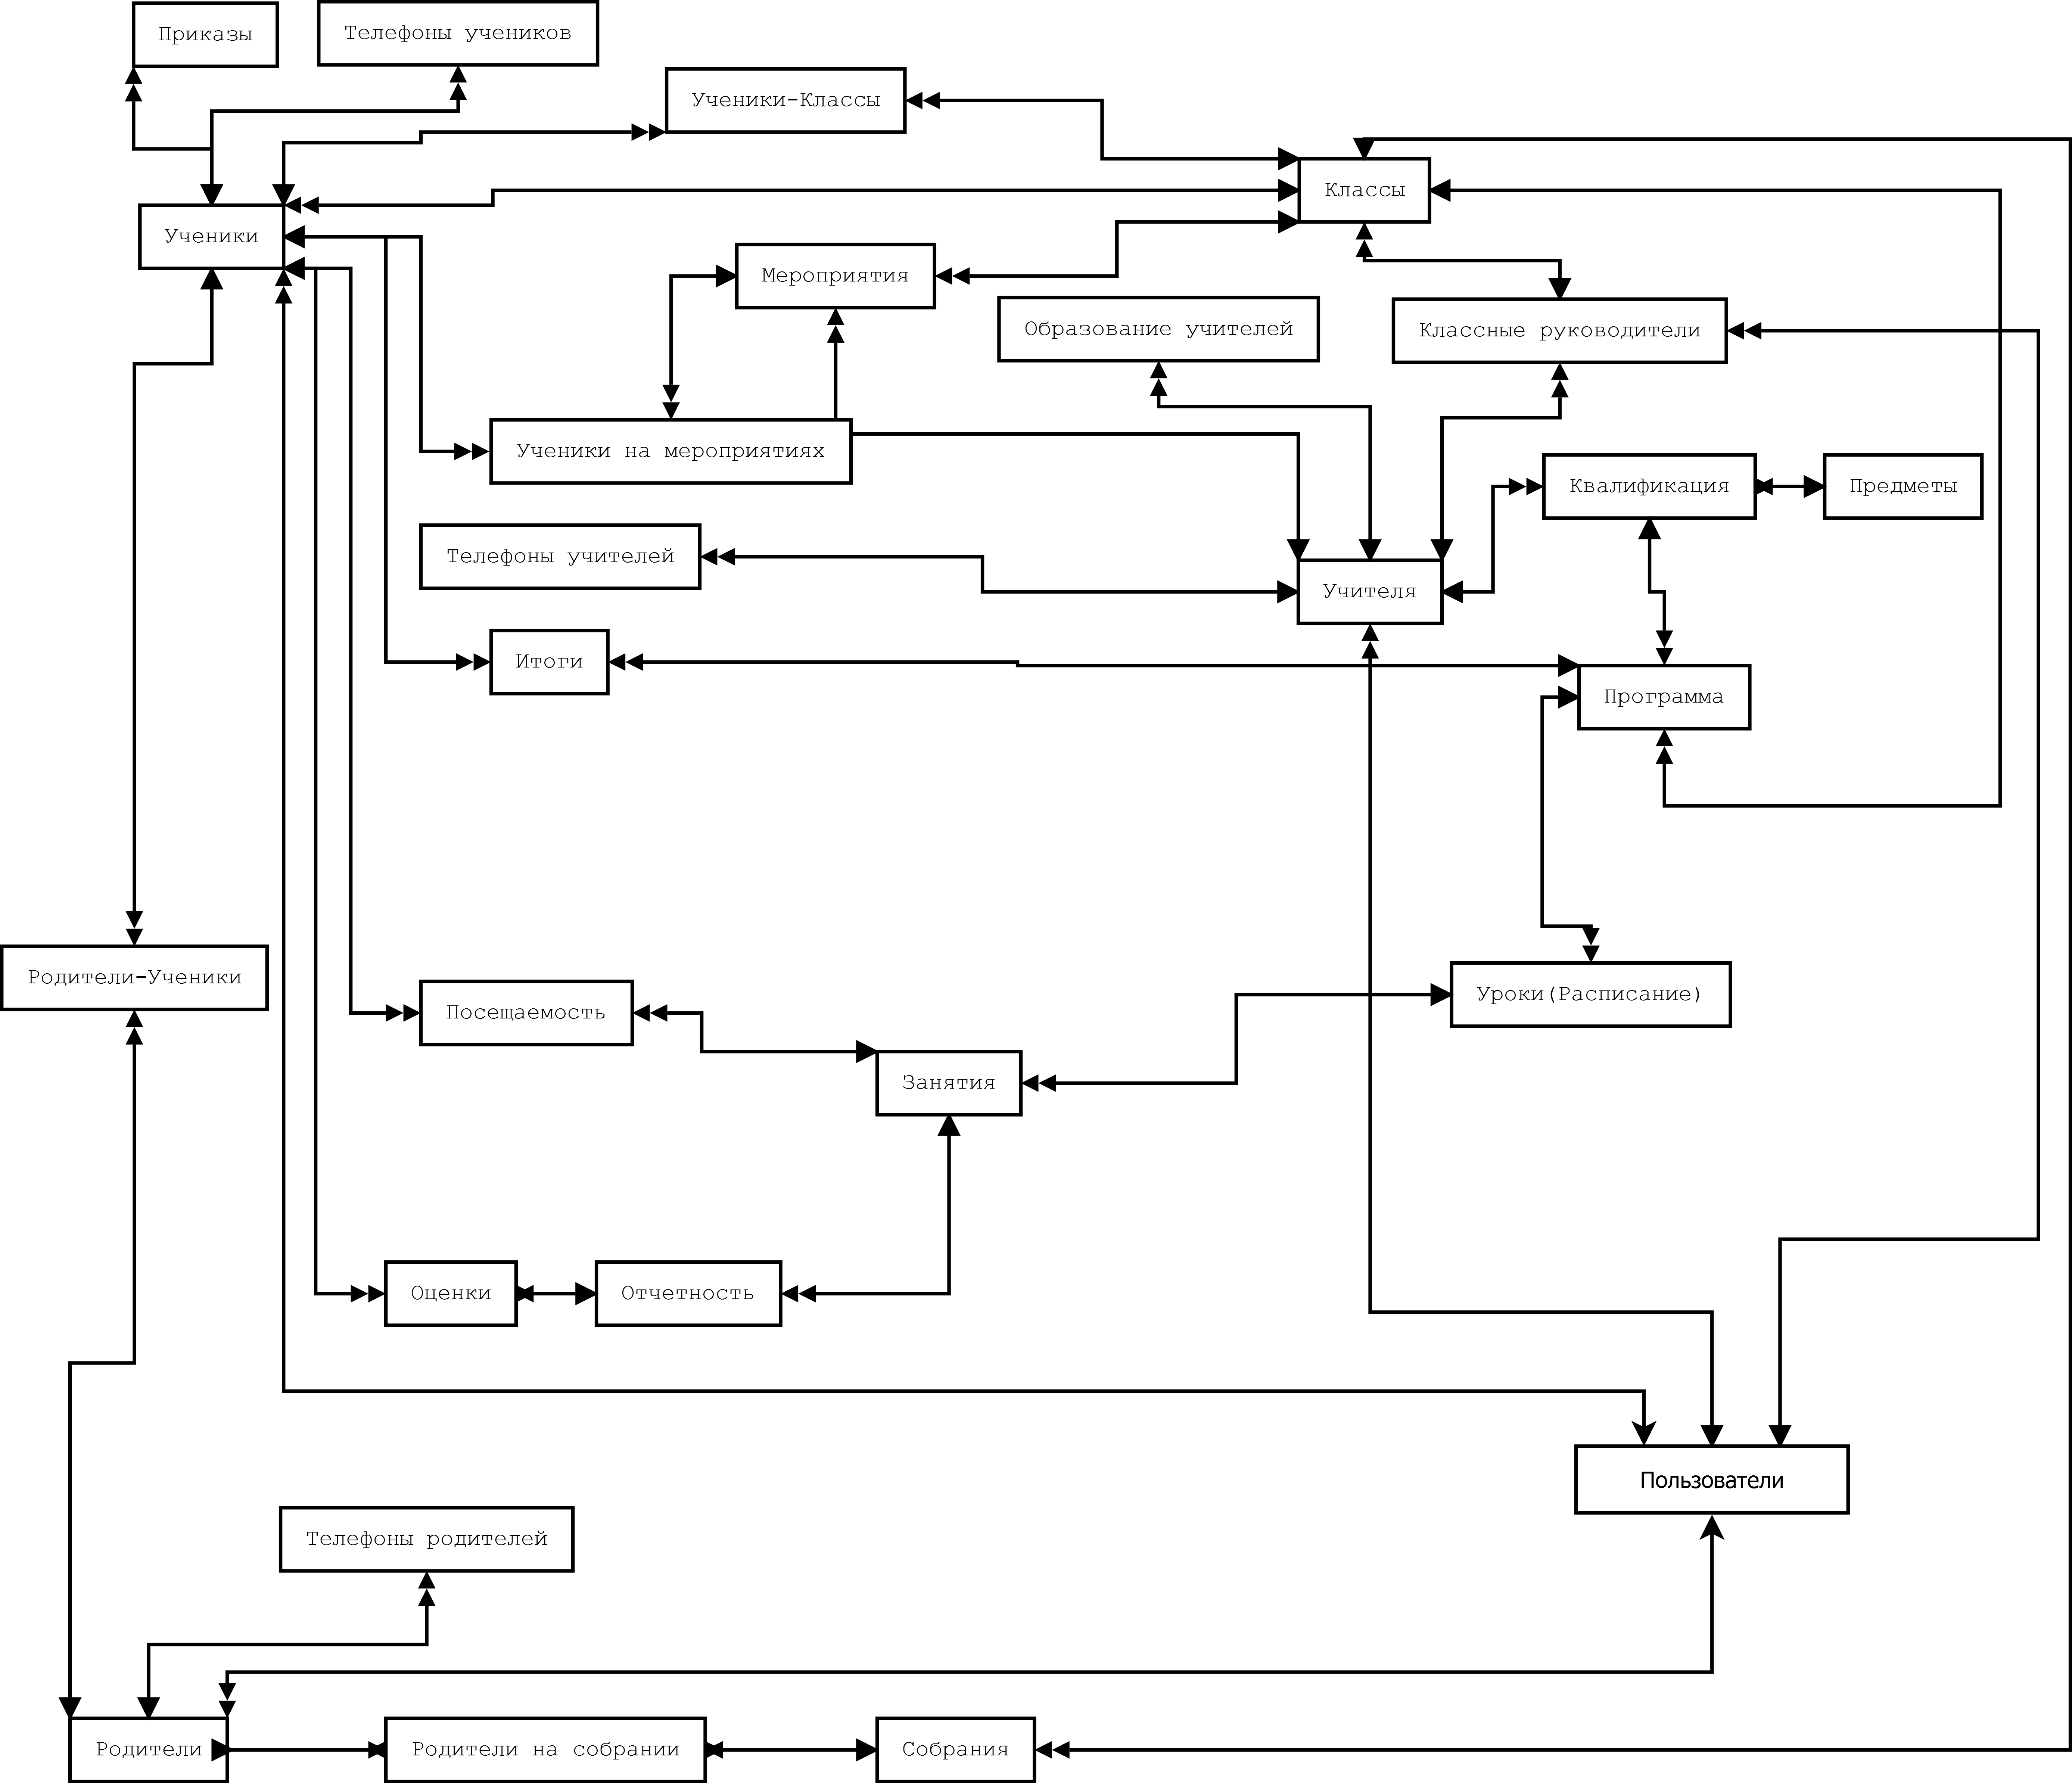 Приказы
Телефоны учеников
Ученики-Классы
Классы
Ученики
Мероприятия
Образование учителей
Классные руководители
Ученики на мероприятиях
Квалификация
Предметы
Телефоны учителей
Учителя
Итоги
Программа
Родители-Ученики
Уроки(Расписание)
Посещаемость
Занятия
Оценки
Отчетность
Пользователи
Телефоны родителей
Родители
Родители на собрании
Собрания